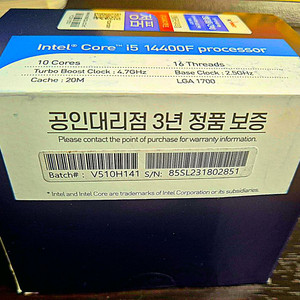 Intel® Core™ i5 14400F processor
10 Cores
16 Threads
Turbo Boost Clock : 4.7GHz
Base Clock : 2.5GHz
Cache : 20M
LGA 1700
공인대리점 3년 정품 보증
Please contact the point of purchase for warranty information.
Batch# : V510H141 S/N: 85SL231802851
*Intel and Intel Core are trademarks of Intel Corporation or its subsidiaries.